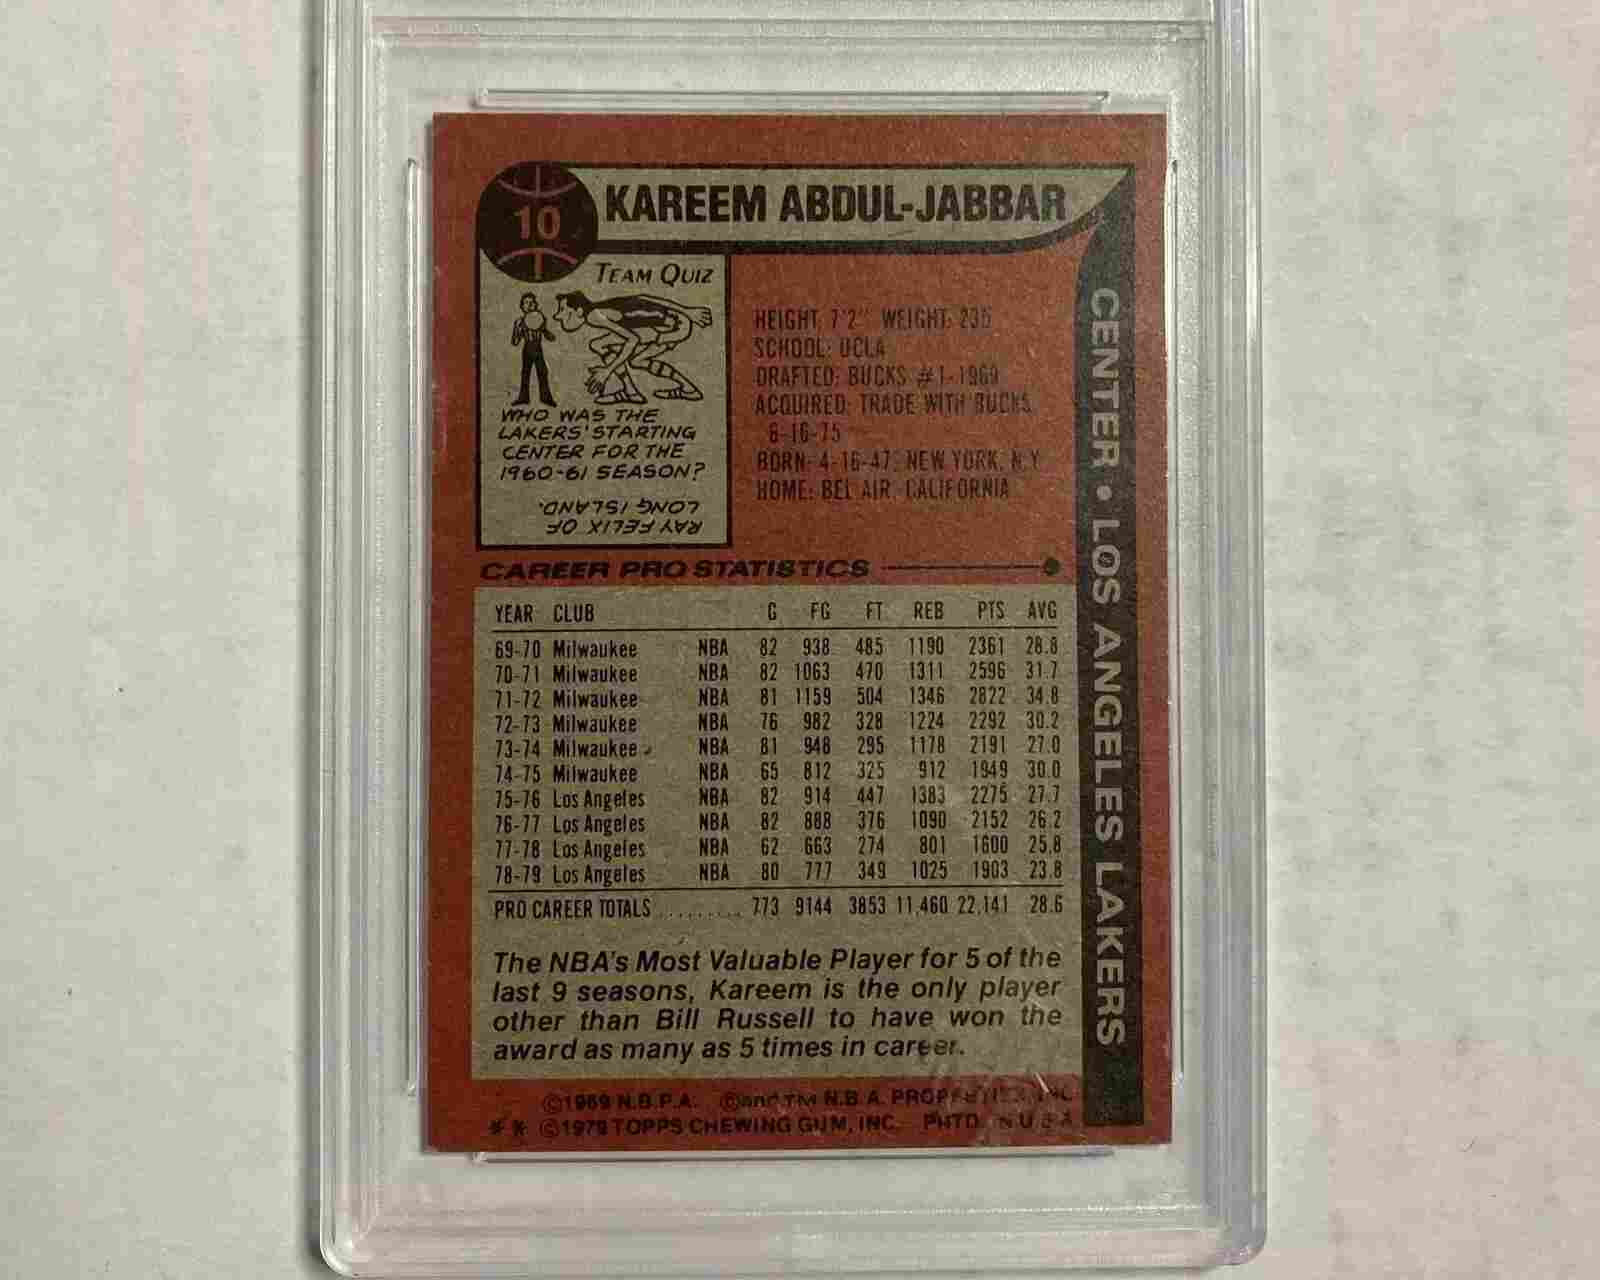 10
KAREEM ABDUL-JABBAR
TEAM QUIZ
WHO WAS THE
LAKERS' STARTING
CENTER FOR THE
1960-61 SEASON?
RAY FELIX OF
LONG ISLAND.
HEIGHT: 7'2" WEIGHT: 235
SCHOOL: UCLA
DRAFTED: BUCKS #1-1969
ACQUIRED: TRADE WITH BUCKS,
6-16-75
BORN: 4-16-47, NEW YORK, N.Y.
HOME: BEL AIR, CALIFORNIA
CENTER • LOS ANGELES LAKERS
CAREER PRO STATISTICS
YEAR CLUB G FG FT REB PTS AVG
69-70 Milwaukee NBA 82 938 485 1190 2361 28.8
70-71 Milwaukee NBA 82 1063 470 1311 2596 31.7
71-72 Milwaukee NBA 81 1159 504 1346 2822 34.8
72-73 Milwaukee NBA 76 982 328 1224 2292 30.2
73-74 Milwaukee NBA 81 948 295 1178 2191 27.0
74-75 Milwaukee NBA 65 812 325 912 1949 30.0
75-76 Los Angeles NBA 82 914 447 1383 2275 27.7
76-77 Los Angeles NBA 82 888 376 1090 2152 26.2
77-78 Los Angeles NBA 62 663 274 801 1600 25.8
78-79 Los Angeles NBA 80 777 349 1025 1903 23.8
PRO CAREER TOTALS ......... 773 9144 3853 11,460 22,141 28.6
The NBA's Most Valuable Player for 5 of the
last 9 seasons, Kareem is the only player
other than Bill Russell to have won the
award as many as 5 times in career.
©1969 N.B.P.A. ©and TM N.B.A. PROPERTIES, INC.
** ©1979 TOPPS CHEWING GUM, INC. PRTD. IN U.S.A.